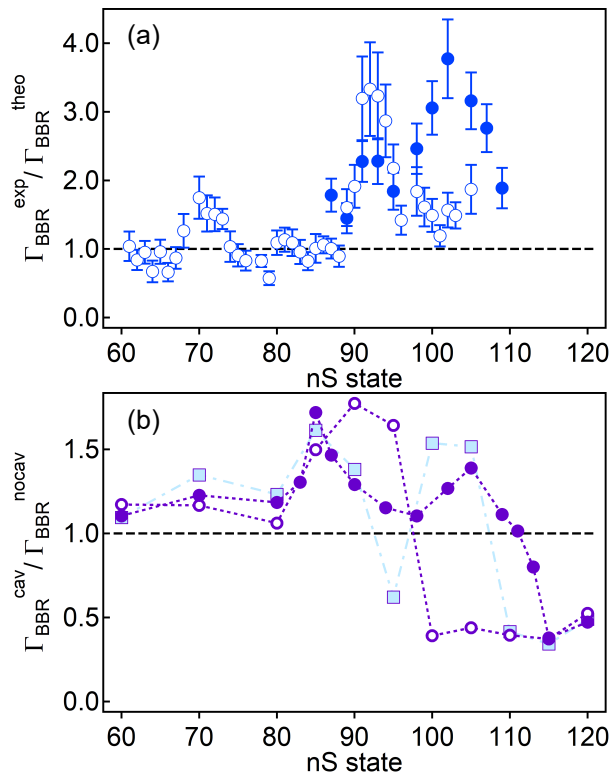 (a)
Γ_BBR^exp / Γ_BBR^theo
4.0
3.0
2.0
1.0
0.0
60 70 80 90 100 110 120
nS state
(b)
Γ_BBR^cav / Γ_BBR^nocav
1.5
1.0
0.5
0.0
60 70 80 90 100 110 120
nS state